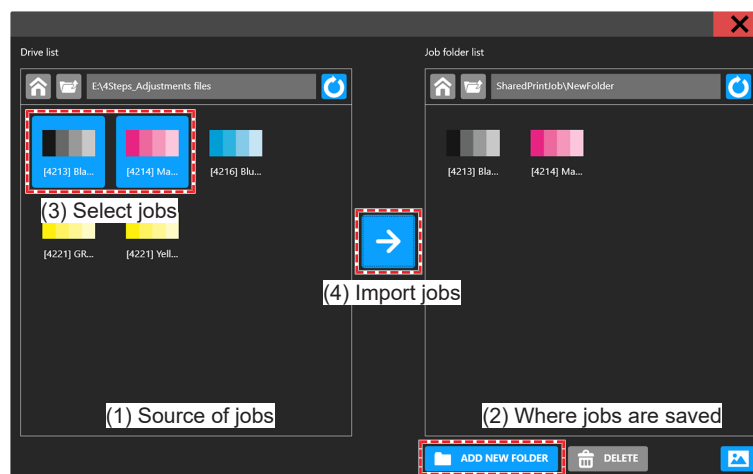 Drive list
Job folder list
E:\4Steps_Adjustments files
SharedPrintJob\NewFolder
[4213] Bla...
[4214] Ma...
[4216] Blu...
[4213] Bla...
[4214] Ma...
(3) Select jobs
[4221] GR...
[4221] Yell...
(4) Import jobs
(1) Source of jobs
(2) Where jobs are saved
ADD NEW FOLDER
DELETE